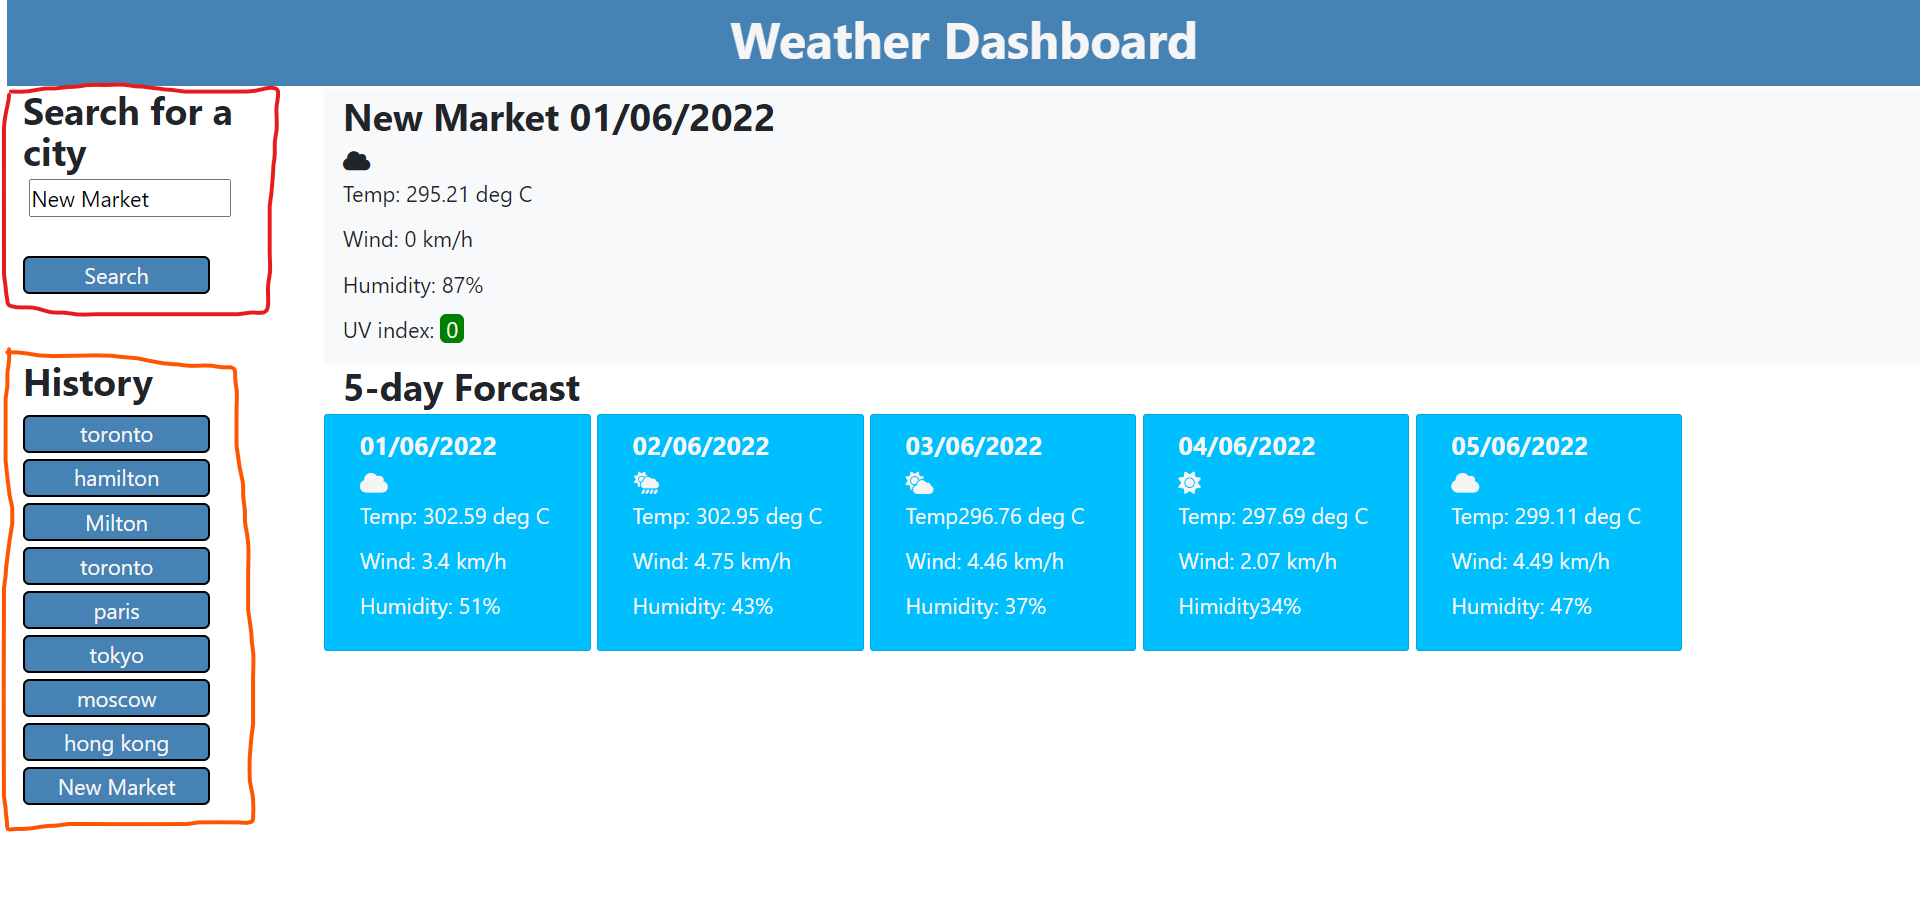 Weather Dashboard
Search for a
city
New Market
Search
History
toronto
hamilton
Milton
toronto
paris
tokyo
moscow
hong kong
New Market
New Market 01/06/2022
Temp: 295.21 deg C
Wind: 0 km/h
Humidity: 87%
UV index: 0
5-day Forcast
01/06/2022
Temp: 302.59 deg C
Wind: 3.4 km/h
Humidity: 51%
02/06/2022
Temp: 302.95 deg C
Wind: 4.75 km/h
Humidity: 43%
03/06/2022
Temp296.76 deg C
Wind: 4.46 km/h
Humidity: 37%
04/06/2022
Temp: 297.69 deg C
Wind: 2.07 km/h
Himidity34%
05/06/2022
Temp: 299.11 deg C
Wind: 4.49 km/h
Humidity: 47%